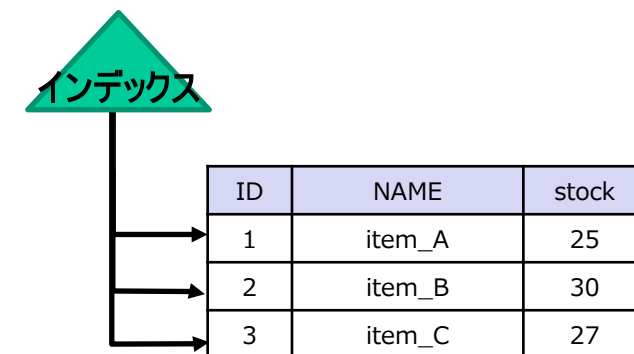 インデックス
ID NAME stock
1 item_A 25
2 item_B 30
3 item_C 27